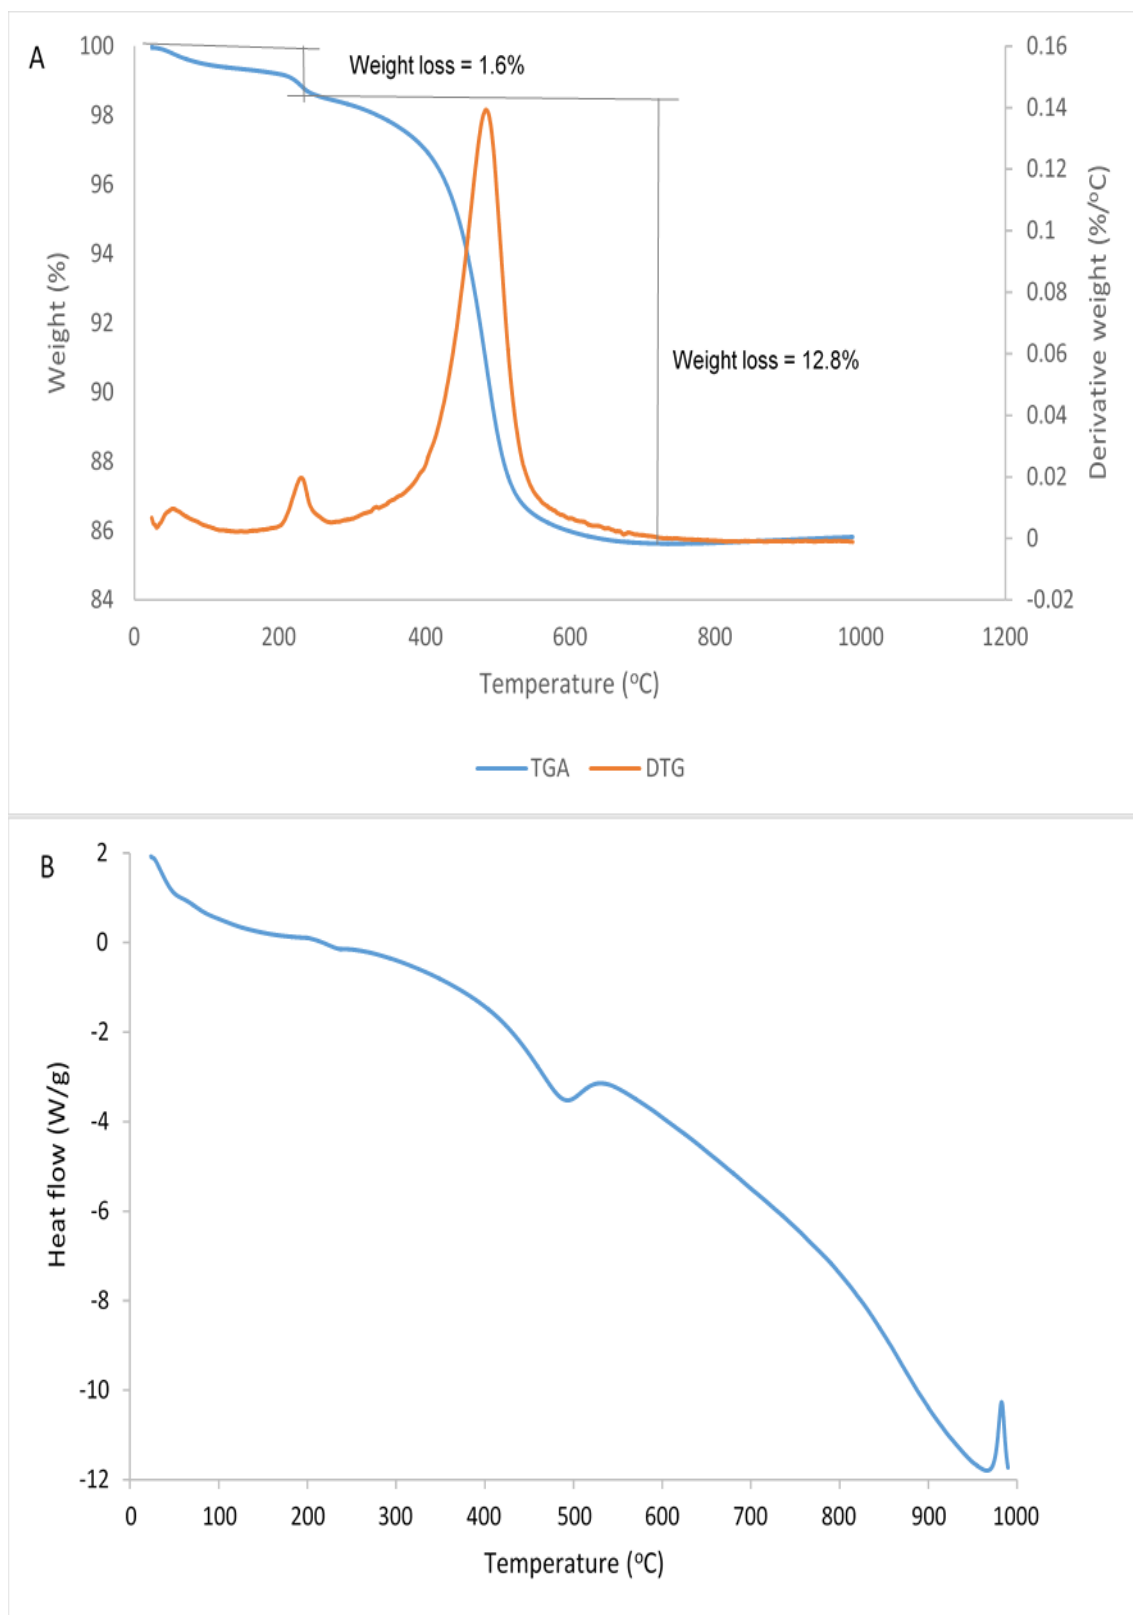 A
Weight loss = 1.6%
Weight loss = 12.8%
Weight (%)
100
98
96
94
92
90
88
86
84
Derivative weight (%/°C)
0.16
0.14
0.12
0.1
0.08
0.06
0.04
0.02
0
-0.02
0 200 400 600 800 1000 1200
Temperature (°C)
TGA DTG
B
Heat flow (W/g)
2
0
-2
-4
-6
-8
-10
-12
0 100 200 300 400 500 600 700 800 900 1000
Temperature (°C)